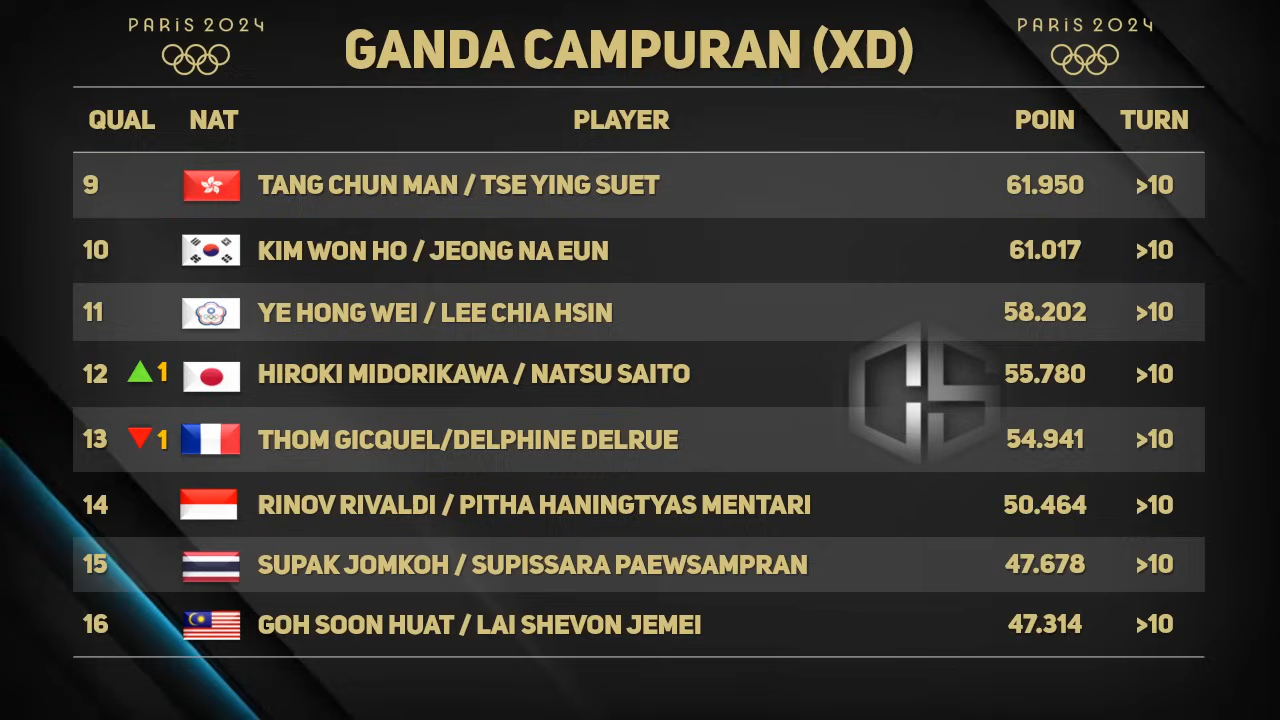 PARIS 2024
GANDA CAMPURAN (XD)
PARIS 2024
QUAL NAT PLAYER POIN TURN
9 TANG CHUN MAN / TSE YING SUET 61.950 >10
10 KIM WON HO / JEONG NA EUN 61.017 >10
11 YE HONG WEI / LEE CHIA HSIN 58.202 >10
12 1 HIROKI MIDORIKAWA / NATSU SAITO 55.780 >10
13 1 THOM GICQUEL/DELPHINE DELRUE 54.941 >10
14 RINOV RIVALDI / PITHA HANINGTYAS MENTARI 50.464 >10
15 SUPAK JOMKOH / SUPISSARA PAEWSAMPRAN 47.678 >10
16 GOH SOON HUAT / LAI SHEVON JEMEI 47.314 >10